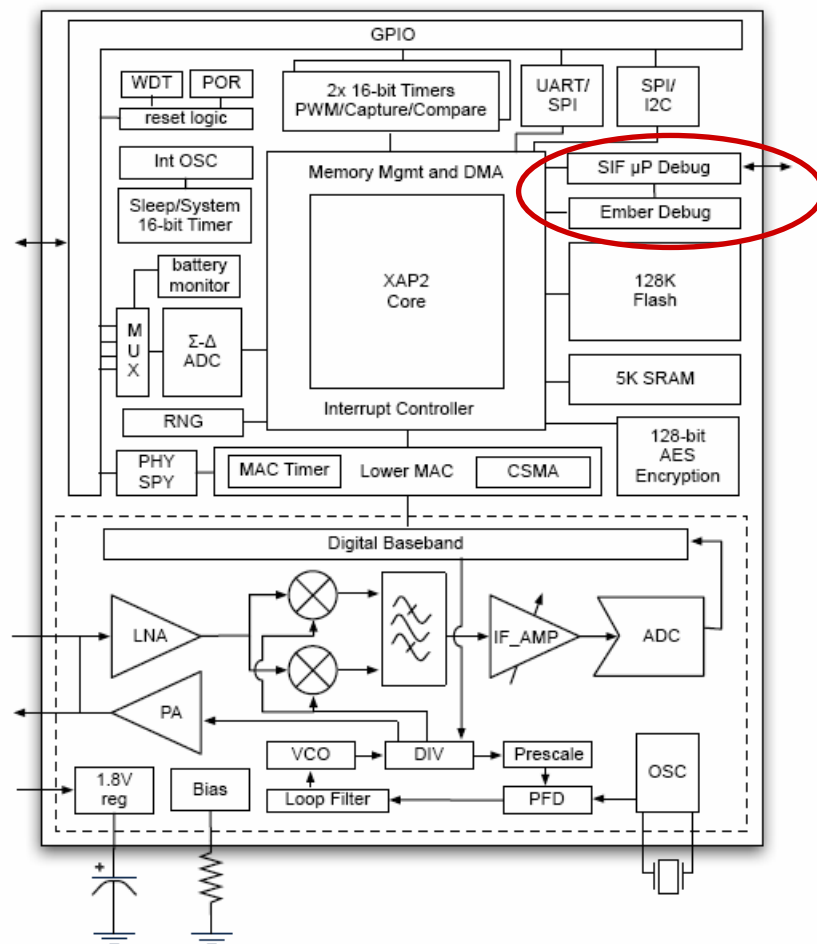 GPIO
WDT
POR
reset logic
2x 16-bit Timers
PWM/Capture/Compare
UART/
SPI
SPI/
I2C
Int OSC
Sleep/System
16-bit Timer
battery
monitor
M
U
X
Σ-Δ
ADC
RNG
PHY
SPY
Memory Mgmt and DMA
XAP2
Core
Interrupt Controller
SIF µP Debug
Ember Debug
128K
Flash
5K SRAM
128-bit
AES
Encryption
MAC Timer
Lower MAC
CSMA
Digital Baseband
LNA
IF_AMP
ADC
PA
VCO
DIV
Prescale
Loop Filter
PFD
OSC
1.8V
reg
Bias
+